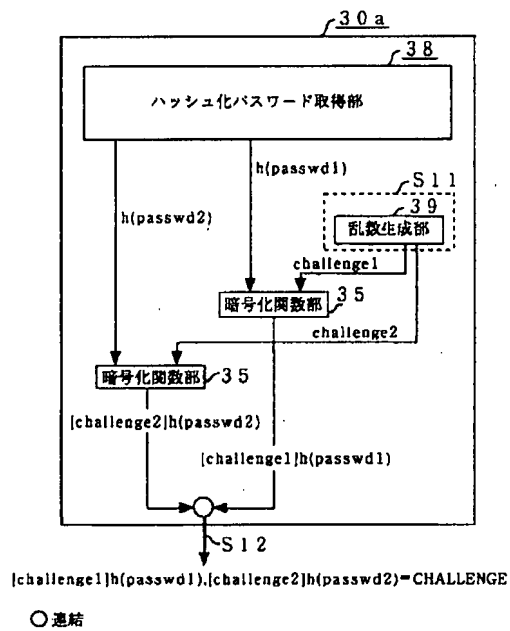 30a
38
ハッシュ化パスワード取得部
h(passwd1)
h(passwd2)
S11
39
乱数生成部
challenge1
35
暗号化関数部
challenge2
暗号化関数部
35
[challenge2]h(passwd2)
[challenge1]h(passwd1)
S12
[challenge1]h(passwd1),[challenge2]h(passwd2)=CHALLENGE
○連結